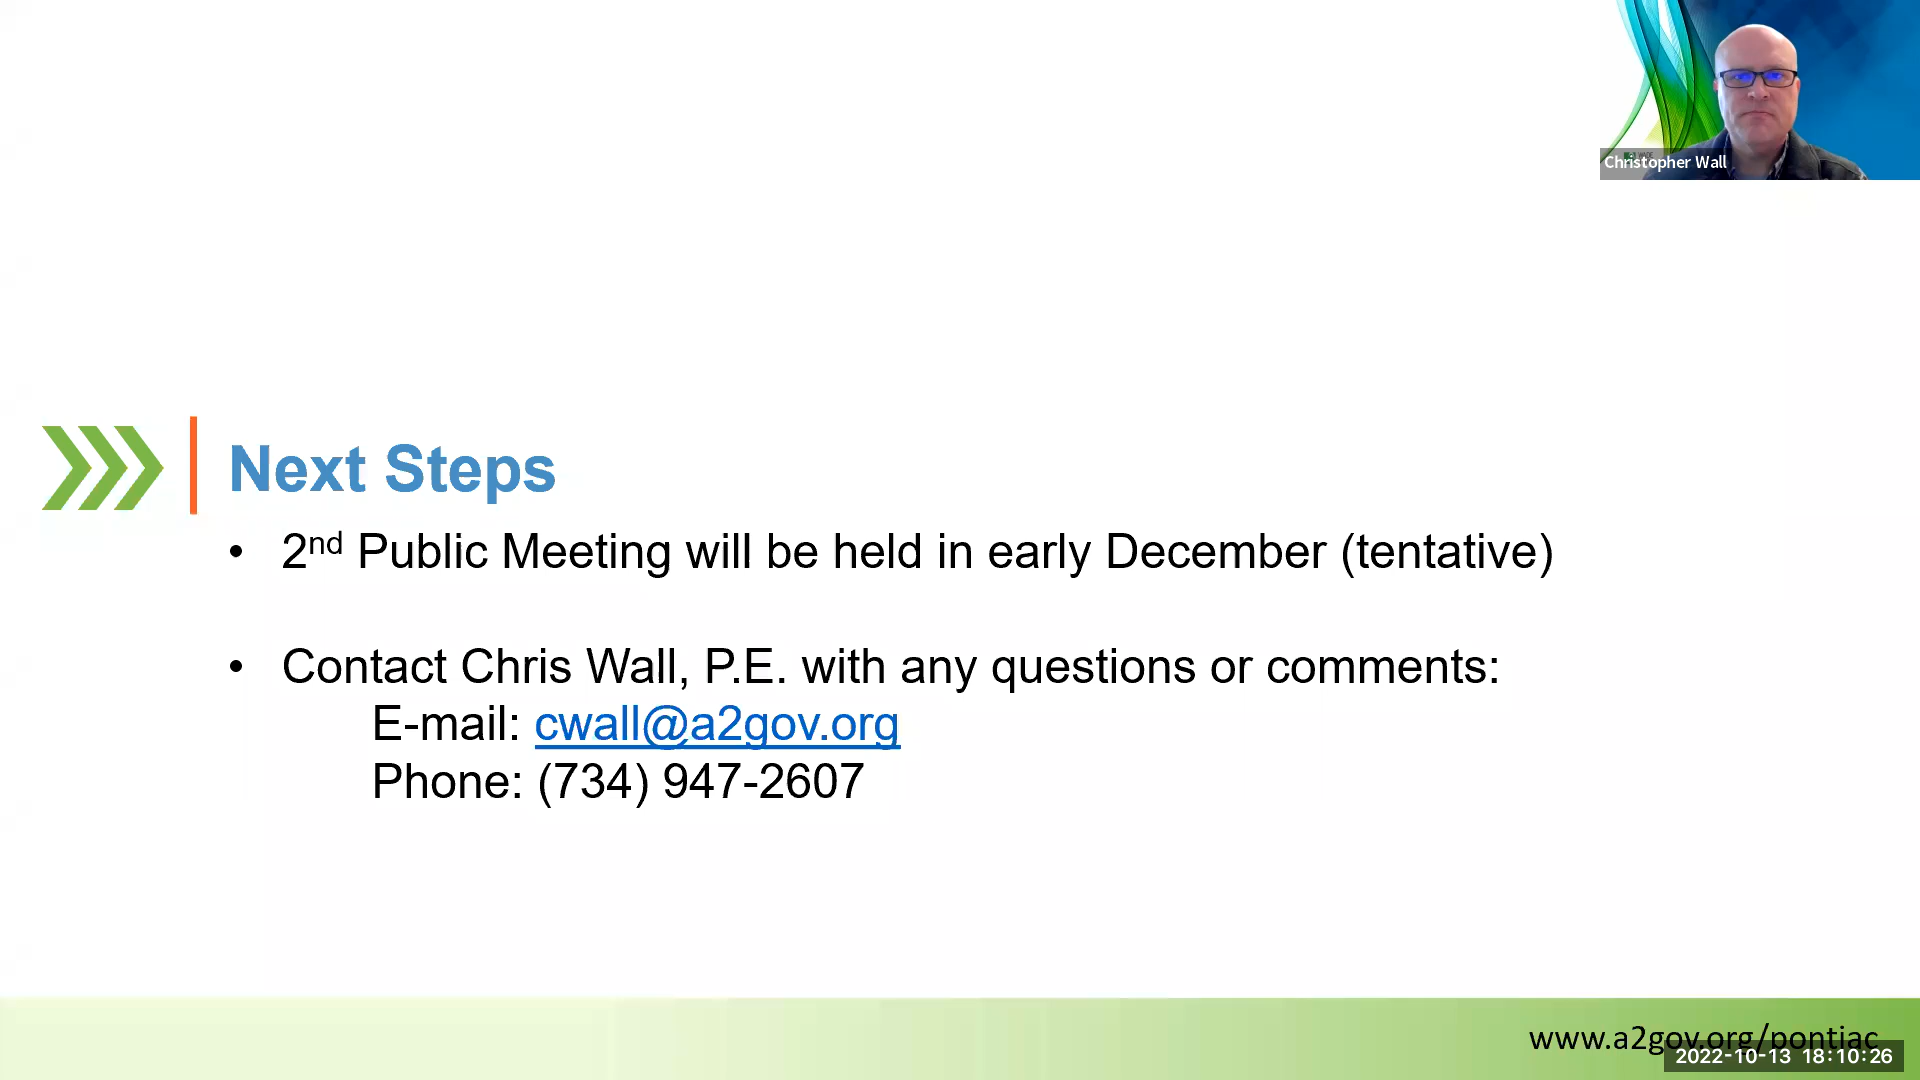 Christopher Wall
Next Steps
• 2nd Public Meeting will be held in early December (tentative)
• Contact Chris Wall, P.E. with any questions or comments:
E-mail: cwall@a2gov.org
Phone: (734) 947-2607
www.a2gov.org/pontiac
2022-10-13 18:10:26